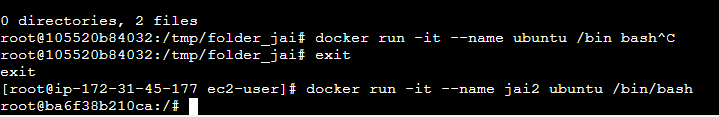 0 directories, 2 files
root@105520b84032:/tmp/folder_jai# docker run -it --name ubuntu /bin bash^C
root@105520b84032:/tmp/folder_jai# exit
exit
[root@ip-172-31-45-177 ec2-user]# docker run -it --name jai2 ubuntu /bin/bash
root@ba6f38b210ca:/#